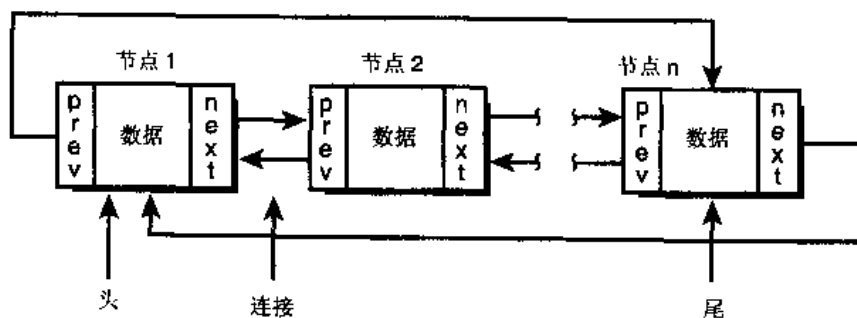 节点 1
节点 2
节点 n
prev
数据
next
prev
数据
next
prev
数据
next
头
连接
尾